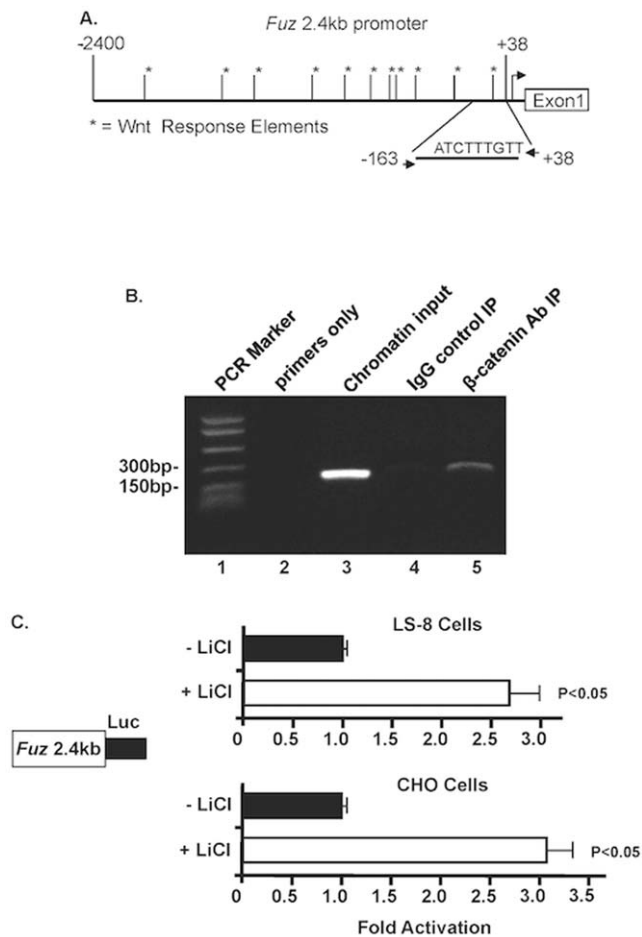 A.
Fuz 2.4kb promoter
-2400
+38
* * * * * * * * * * *
Exon1
* = Wnt Response Elements
ATCTTTGTT
-163
+38
B.
PCR Marker
primers only
Chromatin input
IgG control IP
β-catenin Ab IP
300bp-
150bp-
1 2 3 4 5
C.
LS-8 Cells
- LiCl
+ LiCl
P<0.05
0 0.5 1.0 1.5 2.0 2.5 3.0
Luc
Fuz 2.4kb
CHO Cells
- LiCl
+ LiCl
P<0.05
0 0.5 1.0 1.5 2.0 2.5 3.0 3.5
Fold Activation